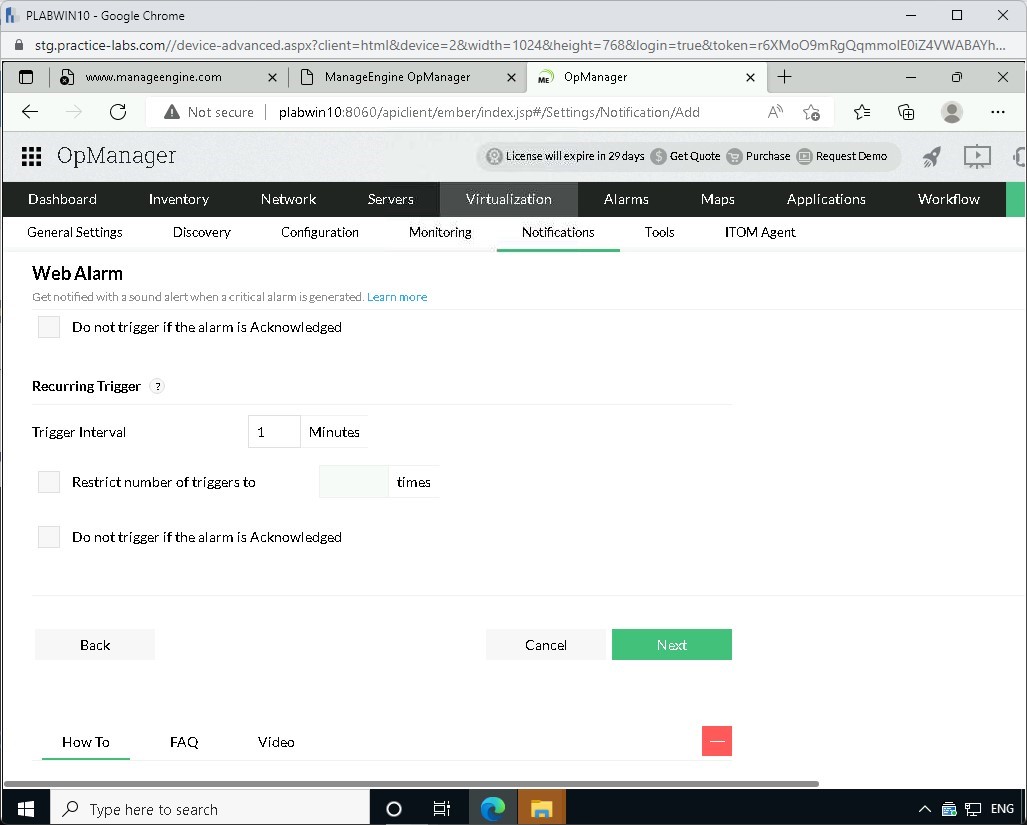 PLABWIN10 - Google Chrome
stg.practice-labs.com//device-advanced.aspx?client=html&device=2&width=1024&height=768&login=true&token=r6XMoO9mRgQqmmolE0iZ4VWABAYh...
www.manageengine.com
ManageEngine OpManager
ME OpManager
Not secure plabwin10:8060/apiclient/ember/index.jsp#/Settings/Notification/Add
OpManager
License will expire in 29 days Get Quote Purchase Request Demo
Dashboard Inventory Network Servers Virtualization Alarms Maps Applications Workflow
General Settings Discovery Configuration Monitoring Notifications Tools ITOM Agent
Web Alarm
Get notified with a sound alert when a critical alarm is generated. Learn more
Do not trigger if the alarm is Acknowledged
Recurring Trigger ?
Trigger Interval 1 Minutes
Restrict number of triggers to times
Do not trigger if the alarm is Acknowledged
Back Cancel Next
How To FAQ Video
Type here to search
ENG